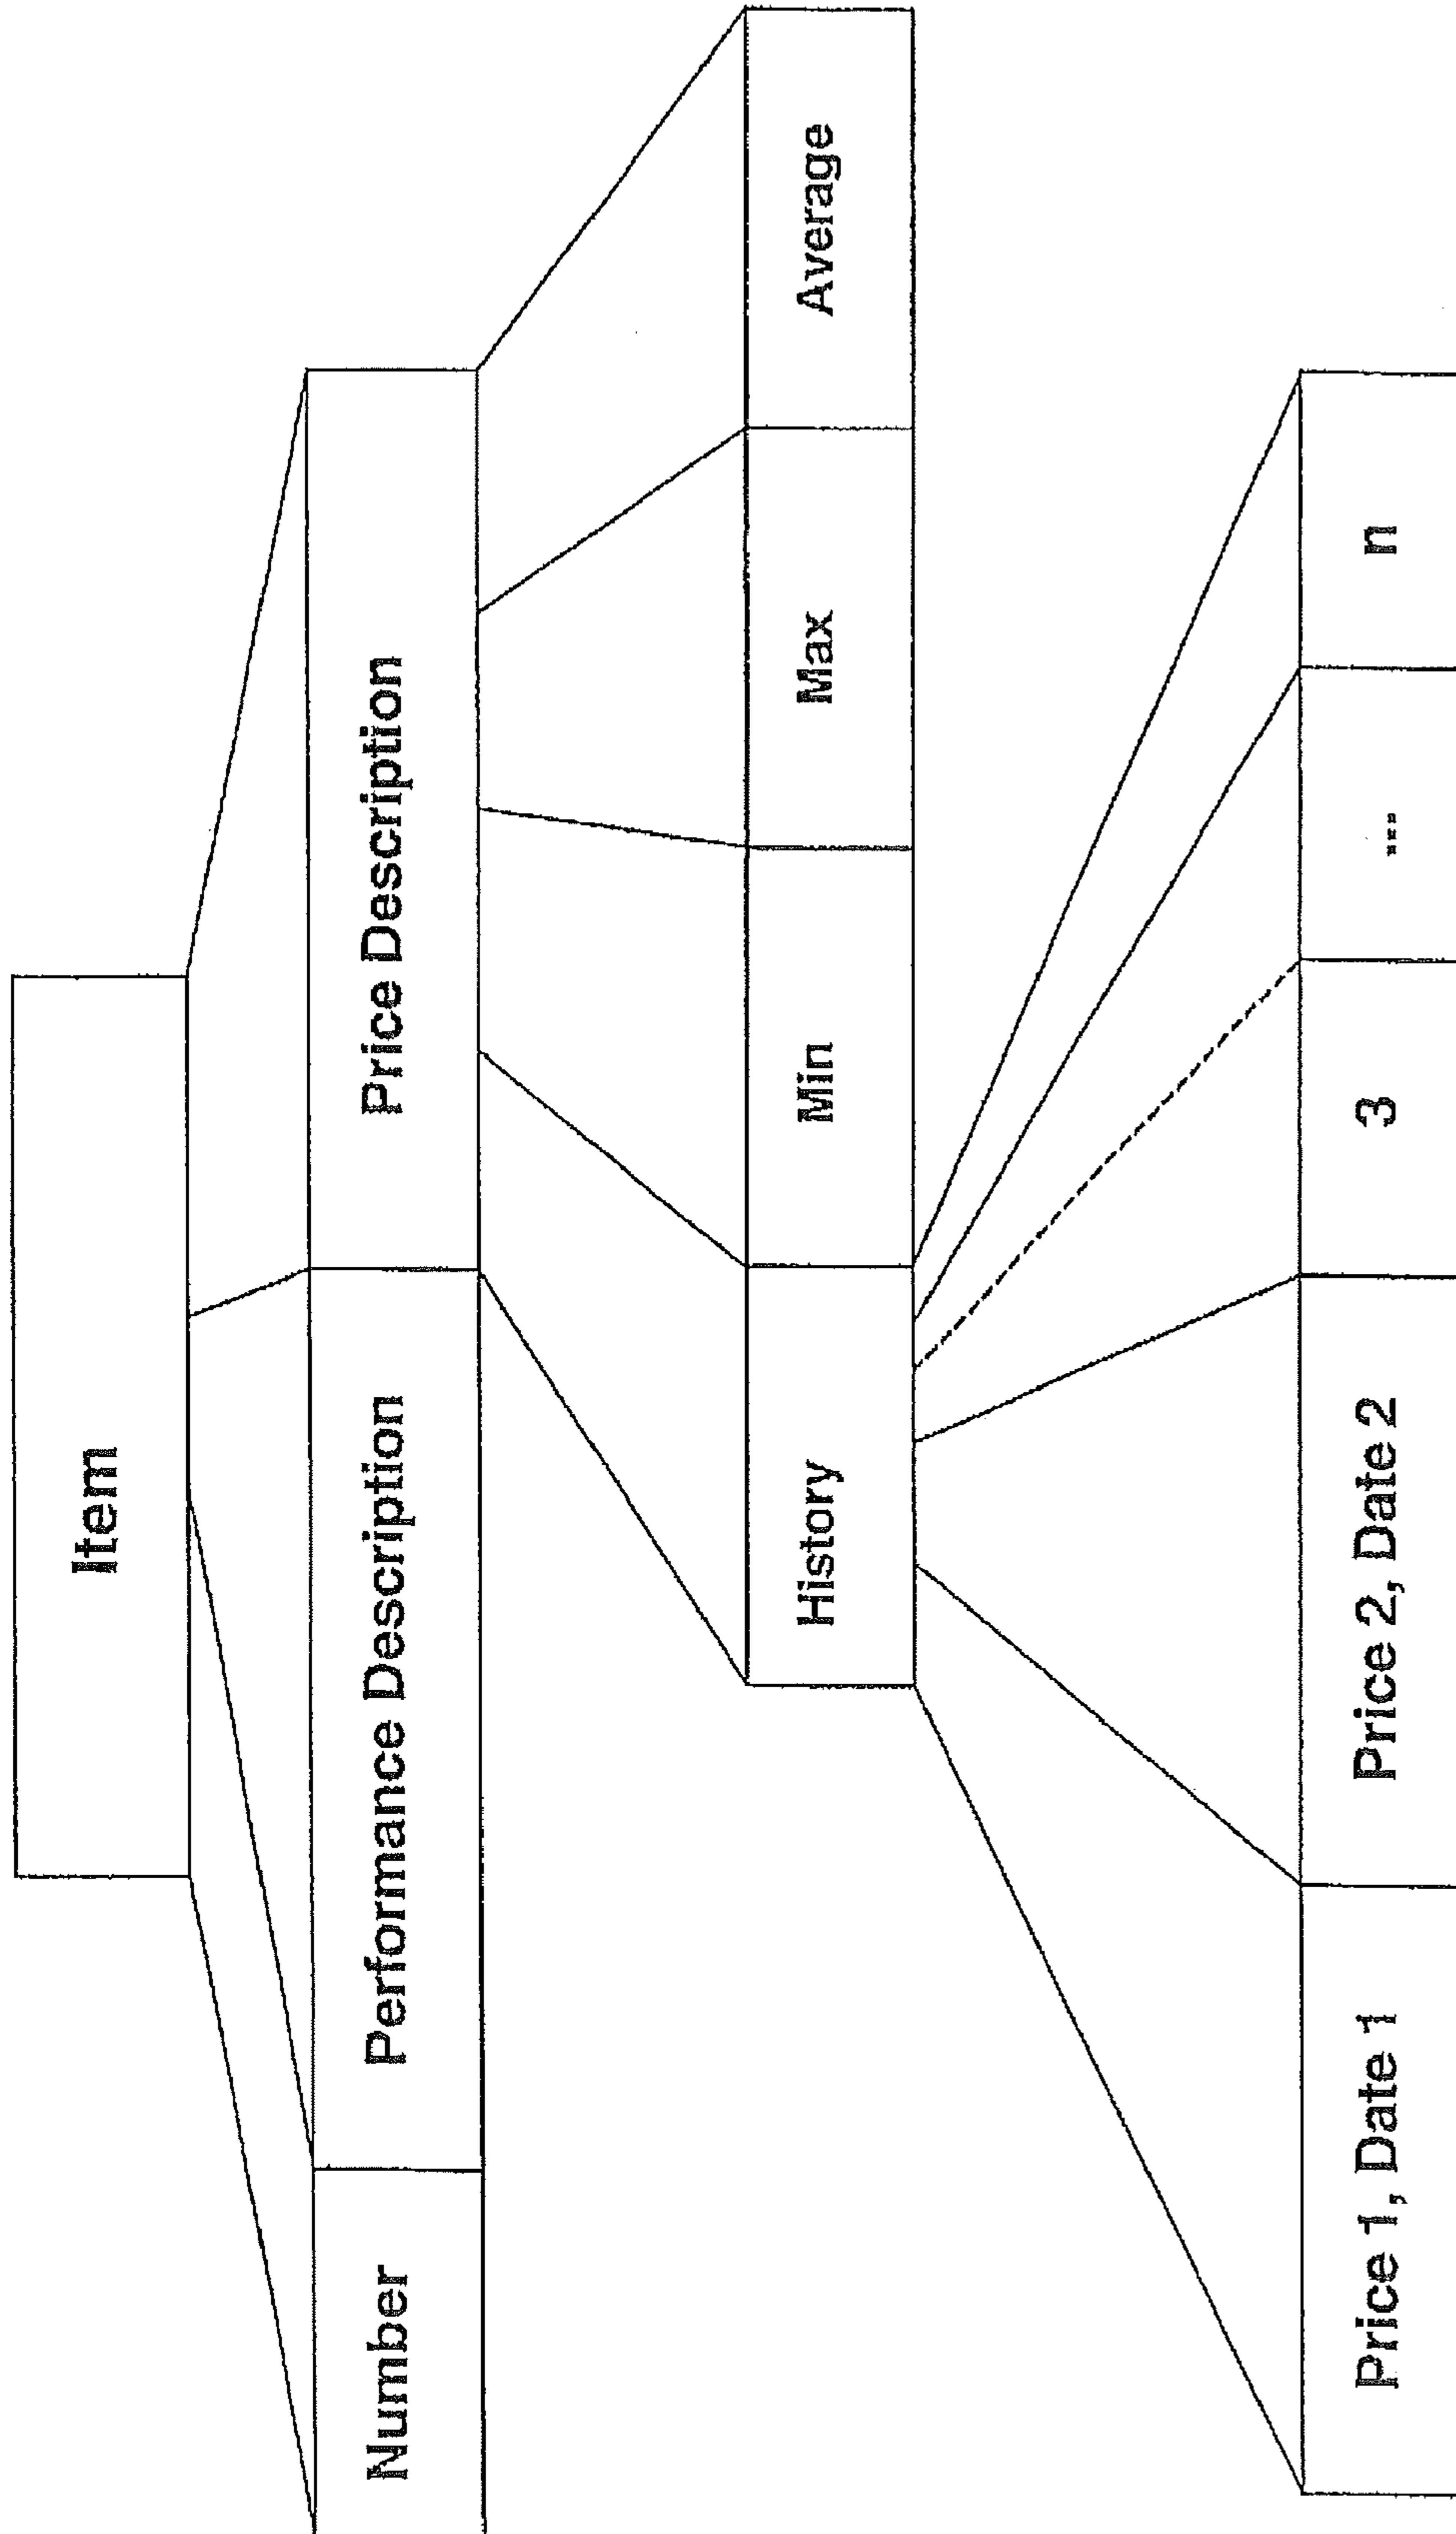 Item
Number
Performance Description
Price Description
History
Min
Max
Average
Price 1, Date 1
Price 2, Date 2
3
...
n